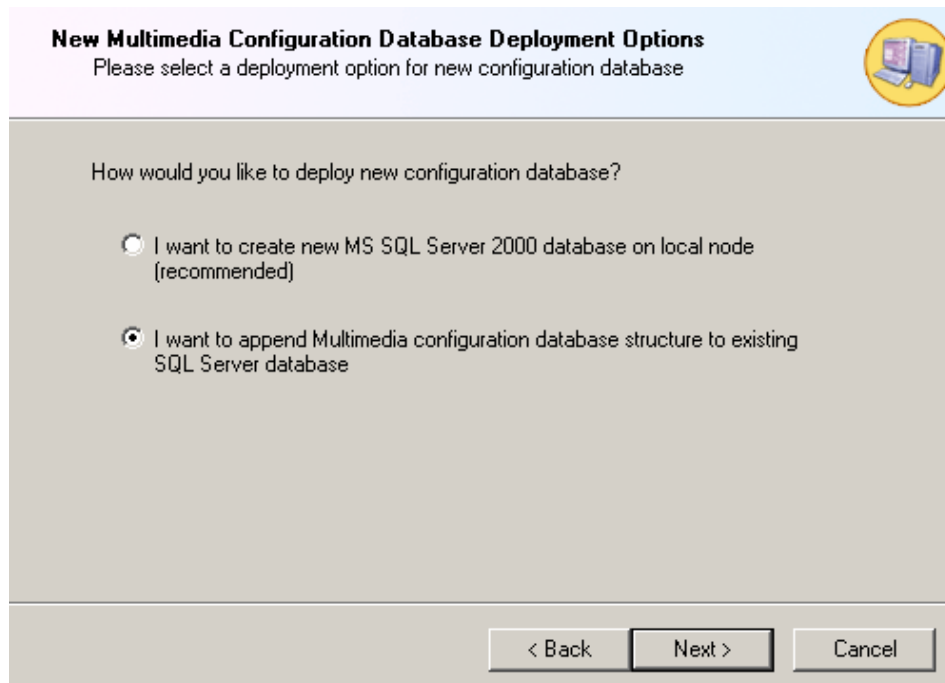 New Multimedia Configuration Database Deployment Options
Please select a deployment option for new configuration database
How would you like to deploy new configuration database?
I want to create new MS SQL Server 2000 database on local node
(recommended)
I want to append Multimedia configuration database structure to existing
SQL Server database
< Back
Next >
Cancel